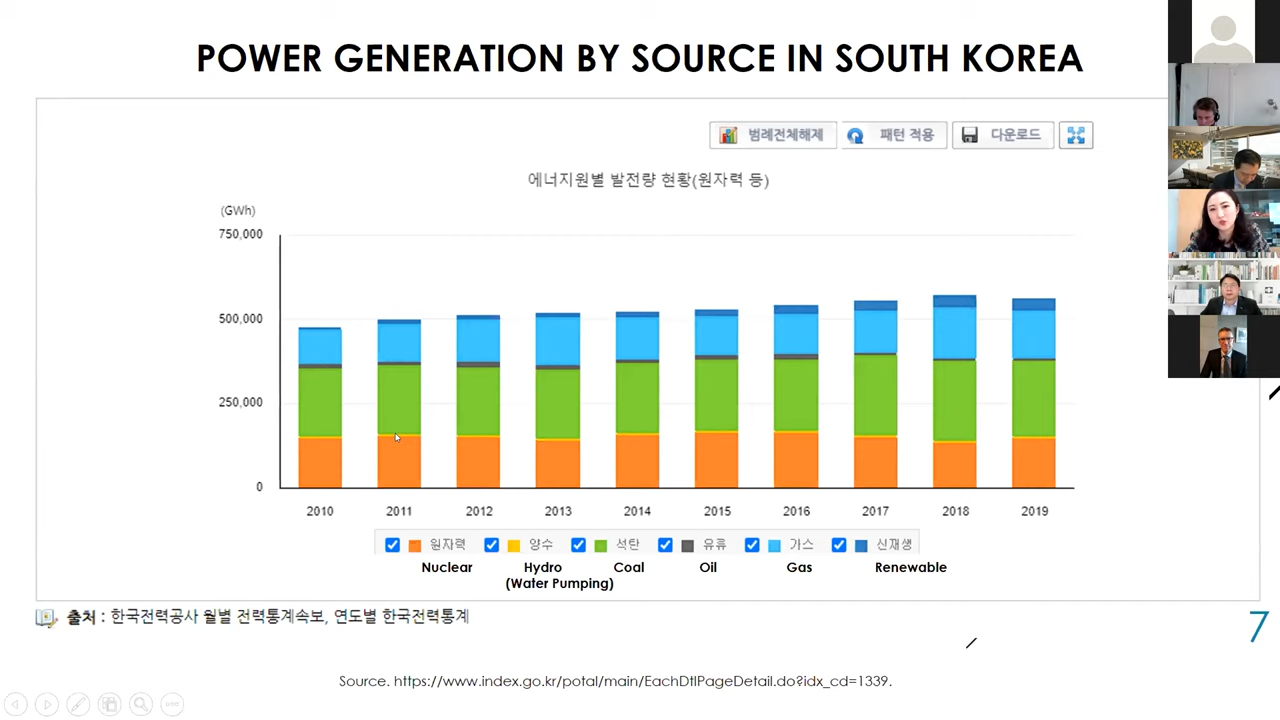 POWER GENERATION BY SOURCE IN SOUTH KOREA
범례전체해제 패턴 적용 다운로드
에너지원별 발전량 현황(원자력 등)
(GWh)
750,000
500,000
250,000
0
2010 2011 2012 2013 2014 2015 2016 2017 2018 2019
원자력 양수 석탄 유류 가스 신재생
Nuclear Hydro Coal Oil Gas Renewable
(Water Pumping)
출처 : 한국전력공사 월별 전력통계속보, 연도별 한국전력통계
7
Source. https://www.index.go.kr/potal/main/EachDtlPageDetail.do?idx_cd=1339.